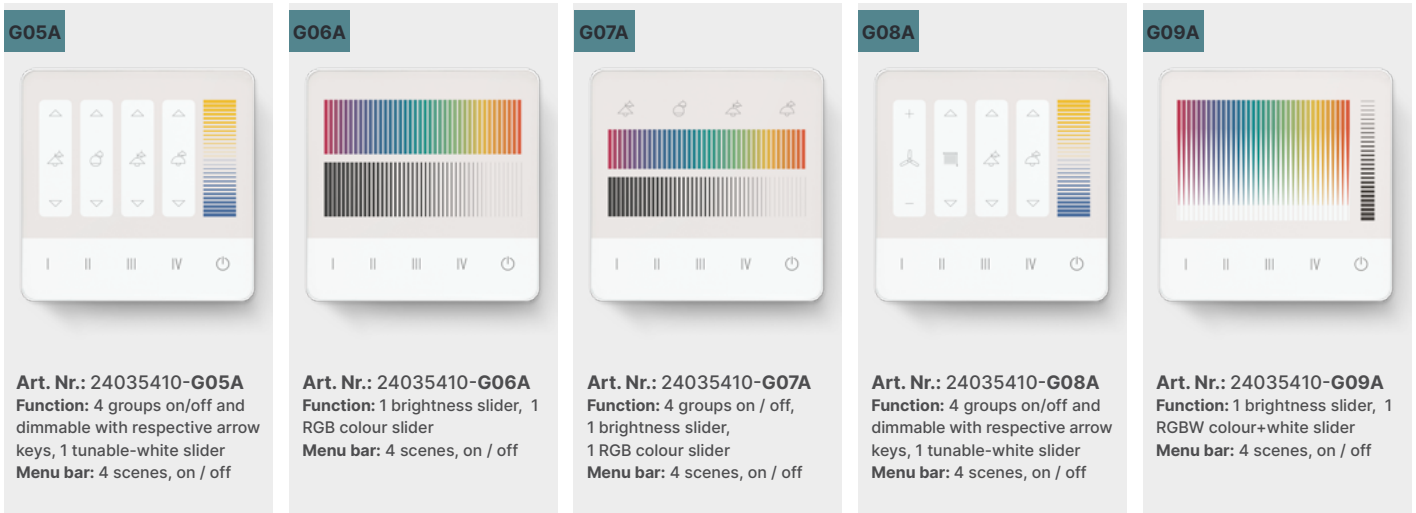 G05A
I II III IV
Art. Nr.: 24035410-G05A
Function: 4 groups on/off and
dimmable with respective arrow
keys, 1 tunable-white slider
Menu bar: 4 scenes, on / off
G06A
I II III IV
Art. Nr.: 24035410-G06A
Function: 1 brightness slider,  1
RGB colour slider
Menu bar: 4 scenes, on / off
G07A
I II III IV
Art. Nr.: 24035410-G07A
Function: 4 groups on / off,
1 brightness slider,
1 RGB colour slider
Menu bar: 4 scenes, on / off
G08A
+
−
I II III IV
Art. Nr.: 24035410-G08A
Function: 4 groups on/off and
dimmable with respective arrow
keys, 1 tunable-white slider
Menu bar: 4 scenes, on / off
G09A
I II III IV
Art. Nr.: 24035410-G09A
Function: 1 brightness slider,  1
RGBW colour+white slider
Menu bar: 4 scenes, on / off